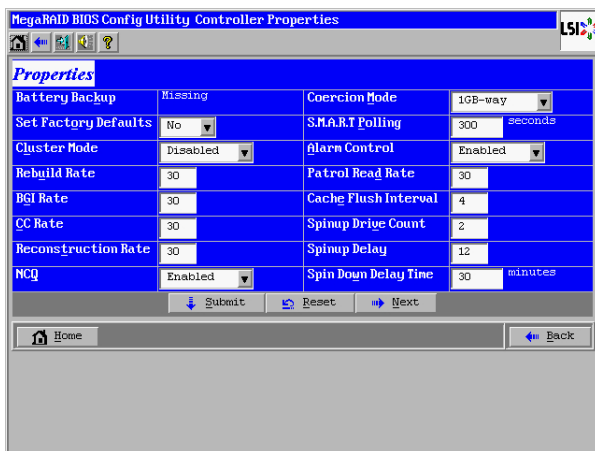 MegaRAID BIOS Config Utility Controller Properties
LSI
Properties
Battery Backup Missing Coercion Mode 1GB-way
Set Factory Defaults No S.M.A.R.T Polling 300 seconds
Cluster Mode Disabled Alarm Control Enabled
Rebuild Rate 30 Patrol Read Rate 30
BGI Rate 30 Cache Flush Interval 4
CC Rate 30 Spinup Drive Count 2
Reconstruction Rate 30 Spinup Delay 12
NCQ Enabled Spin Down Delay Time 30 minutes
Submit Reset Next
Home Back